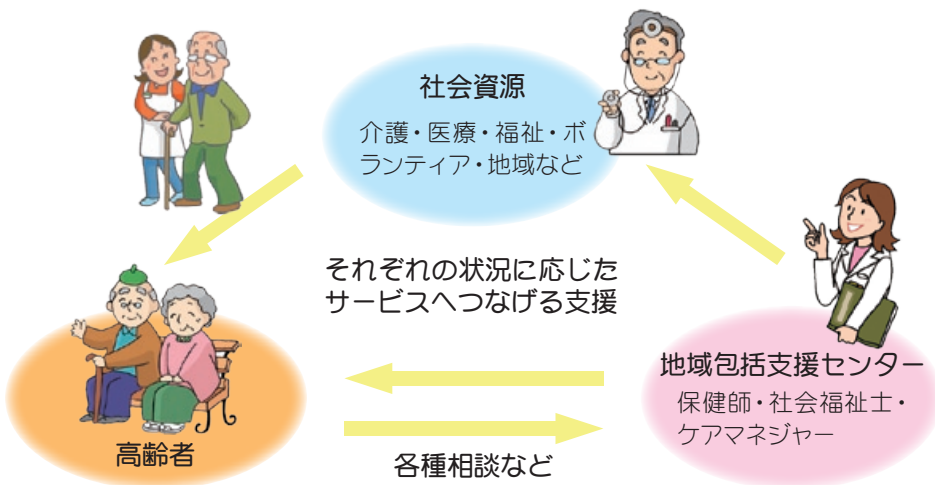 社会資源
介護・医療・福祉・ボ
ランティア・地域など
それぞれの状況に応じた
サービスへつなげる支援
地域包括支援センター
保健師・社会福祉士・
ケアマネジャー
高齢者
各種相談など